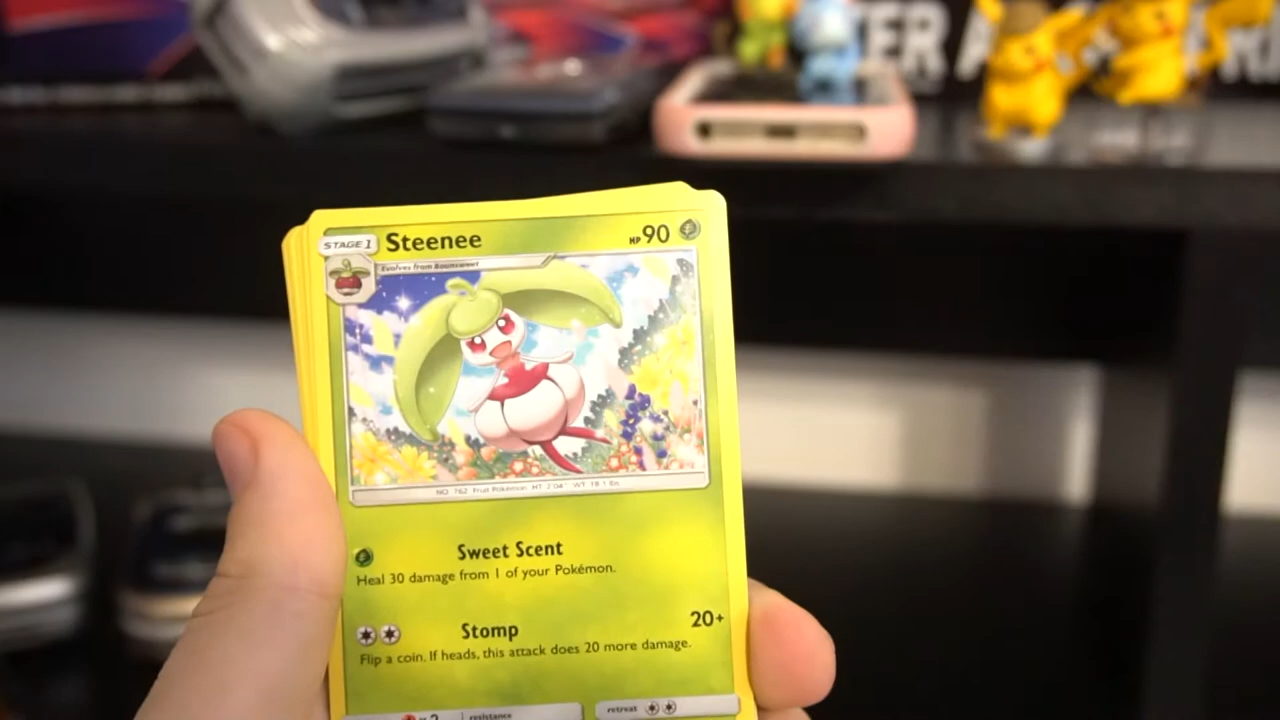 TER A
STAGE 1 Steenee HP 90
Evolves from Bounsweet
NO. 762 Fruit Pokémon HT 2'04" WT 18.1 lbs
Sweet Scent
Heal 30 damage from 1 of your Pokémon.
Stomp 20+
Flip a coin. If heads, this attack does 20 more damage.
×2 resistance retreat